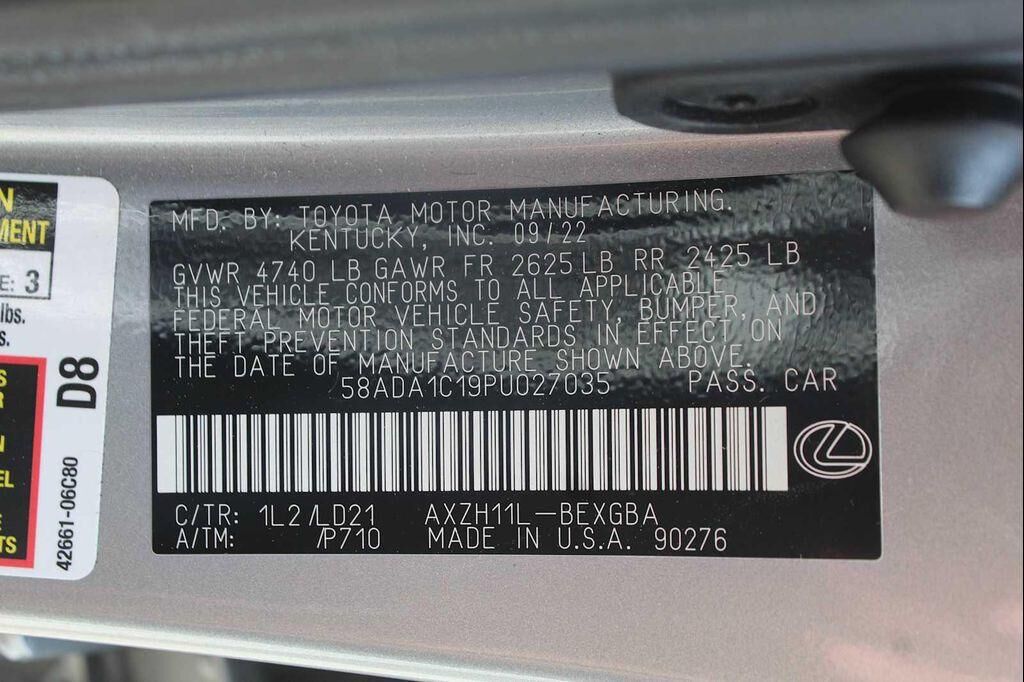 MFD. BY: TOYOTA MOTOR MANUFACTURING.
KENTUCKY, INC. 09/22
GVWR 4740 LB GAWR FR 2625 LB RR 2425 LB
THIS VEHICLE CONFORMS TO ALL APPLICABLE
FEDERAL MOTOR VEHICLE SAFETY, BUMPER, AND
THEFT PREVENTION STANDARDS IN EFFECT ON
THE DATE OF MANUFACTURE SHOWN ABOVE.
58ADA1C19PU027035 PASS. CAR
C/TR: 1L2/LD21 AXZH11L-BEXGBA
A/TM: /P710 MADE IN U.S.A. 90276
E: 3
lbs.
D8
42661-06C80